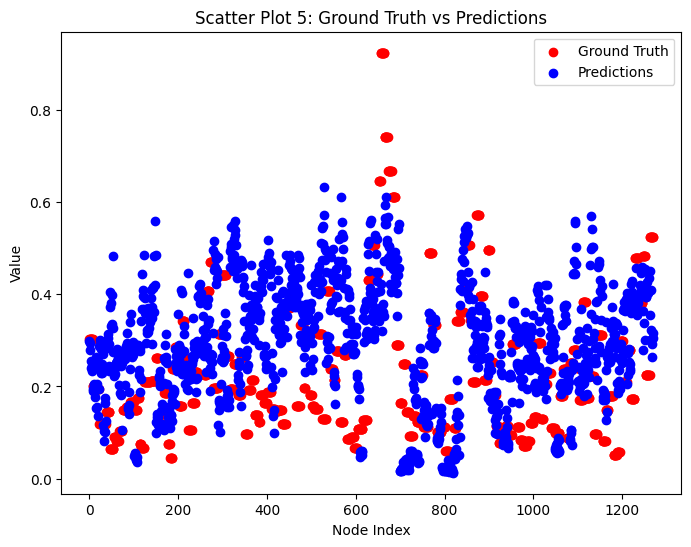 Scatter Plot 5: Ground Truth vs Predictions
Ground Truth
Predictions
Value
0.8
0.6
0.4
0.2
0.0
0 200 400 600 800 1000 1200
Node Index